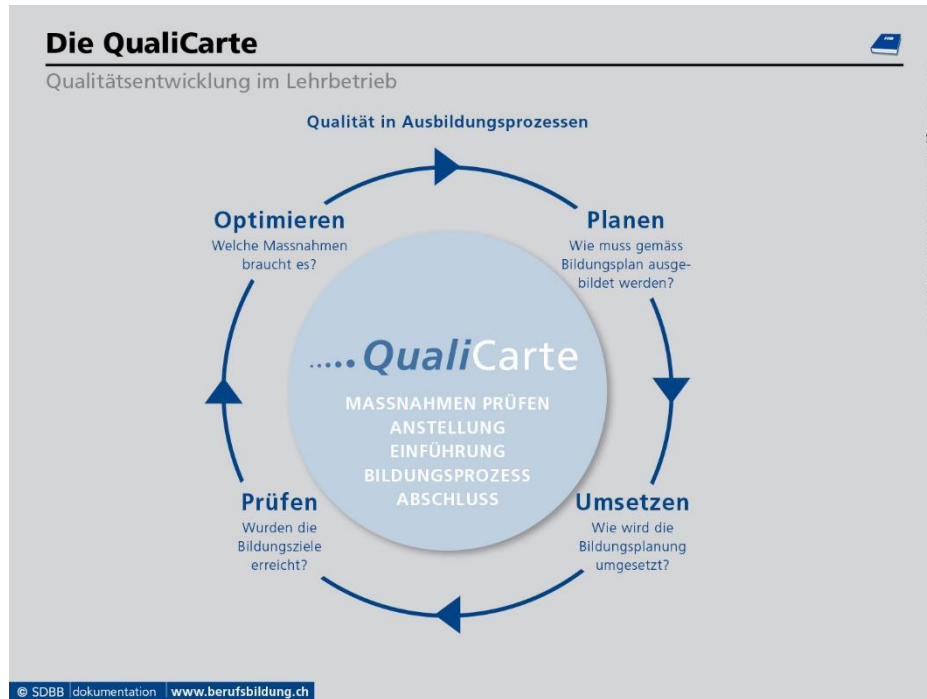 Die QualiCarte
Qualitätsentwicklung im Lehrbetrieb
Qualität in Ausbildungsprozessen
Optimieren
Welche Massnahmen
braucht es?
Planen
Wie muss gemäss
Bildungsplan ausge-
bildet werden?
..... QualiCarte
MASSNAHMEN PRÜFEN
ANSTELLUNG
EINFÜHRUNG
BILDUNGSPROZESS
ABSCHLUSS
Prüfen
Wurden die
Bildungsziele
erreicht?
Umsetzen
Wie wird die
Bildungsplanung
umgesetzt?
© SDBB | dokumentation | www.berufsbildung.ch